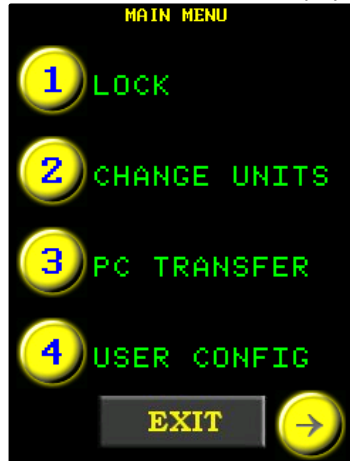 MAIN MENU
1 LOCK
2 CHANGE UNITS
3 PC TRANSFER
4 USER CONFIG
EXIT